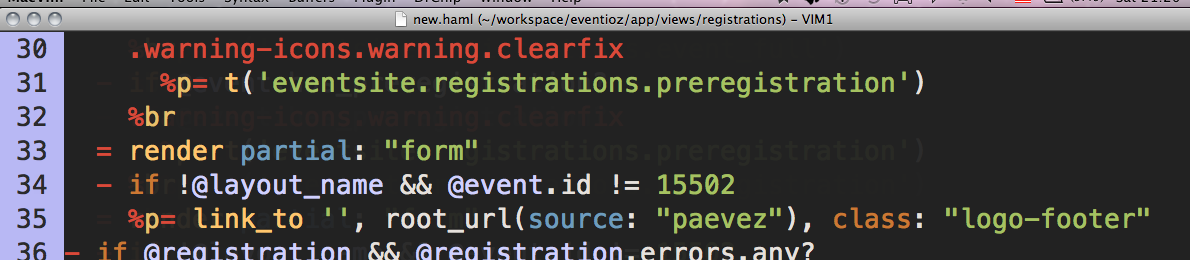 new.haml (~/workspace/eventioz/app/views/registrations) – VIM1
30 .warning-icons.warning.clearfix
31 %p= t('eventsite.registrations.preregistration')
32 %br
33 = render partial: "form"
34 - if !@layout_name && @event.id != 15502
35 %p= link_to '', root_url(source: "paevez"), class: "logo-footer"
36 - if @registration && @registration.errors.any?